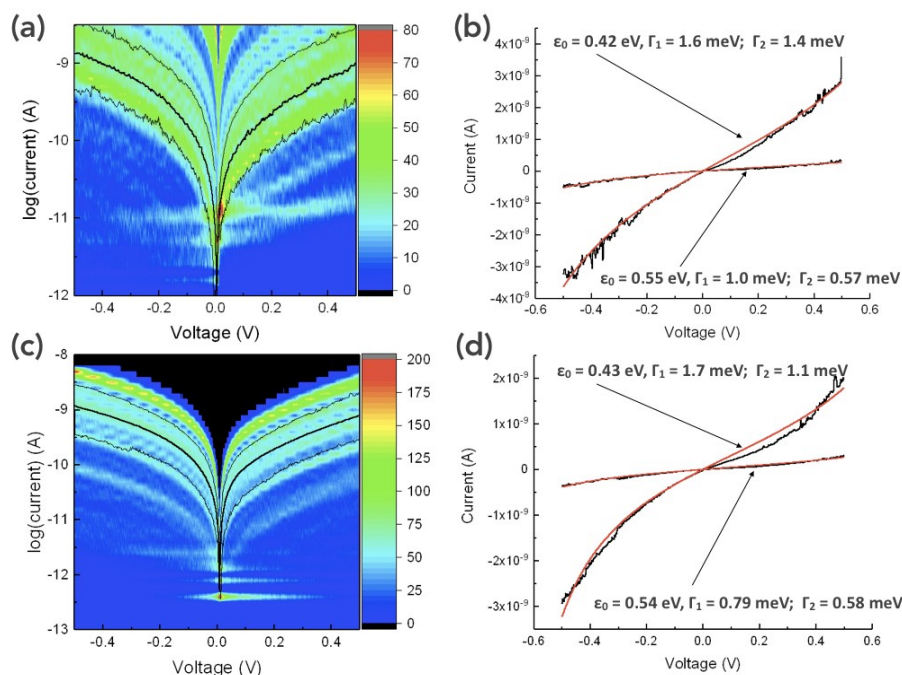 (a)
80
70
60
50
40
30
20
10
0
-9
-10
-11
-12
log(current) (A)
-0.4 -0.2 0.0 0.2 0.4
Voltage (V)
(b)
ε₀ = 0.42 eV, Γ₁ = 1.6 meV; Γ₂ = 1.4 meV
4x10⁻⁹
3x10⁻⁹
2x10⁻⁹
1x10⁻⁹
0
-1x10⁻⁹
-2x10⁻⁹
-3x10⁻⁹
-4x10⁻⁹
Current (A)
ε₀ = 0.55 eV, Γ₁ = 1.0 meV; Γ₂ = 0.57 meV
-0.6 -0.4 -0.2 0.0 0.2 0.4 0.6
Voltage (V)
(c)
-8
-9
-10
-11
-12
-13
log(current) (A)
200
175
150
125
100
75
50
25
0
-0.4 -0.2 0.0 0.2 0.4
Voltage (V)
(d)
ε₀ = 0.43 eV, Γ₁ = 1.7 meV; Γ₂ = 1.1 meV
2x10⁻⁹
1x10⁻⁹
0
-1x10⁻⁹
-2x10⁻⁹
-3x10⁻⁹
Current (A)
ε₀ = 0.54 eV, Γ₁ = 0.79 meV; Γ₂ = 0.58 meV
-0.6 -0.4 -0.2 0.0 0.2 0.4 0.6
Voltage (V)